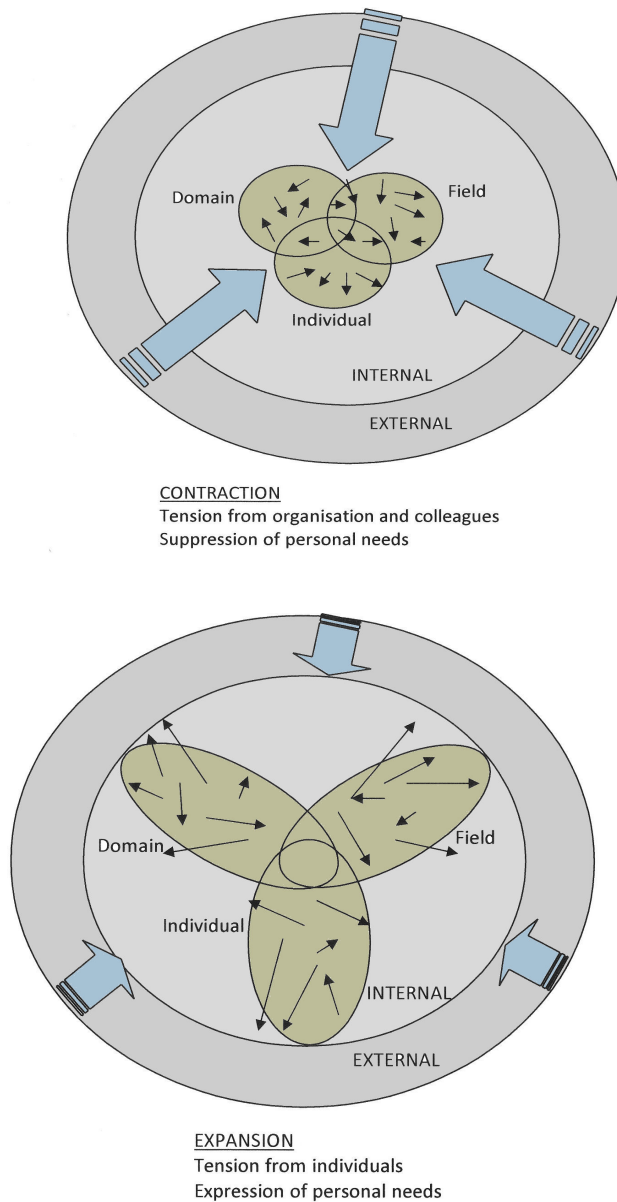 Domain
Field
Individual
INTERNAL
EXTERNAL
CONTRACTION
Tension from organisation and colleagues
Suppression of personal needs
Domain
Field
Individual
INTERNAL
EXTERNAL
EXPANSION
Tension from individuals
Expression of personal needs